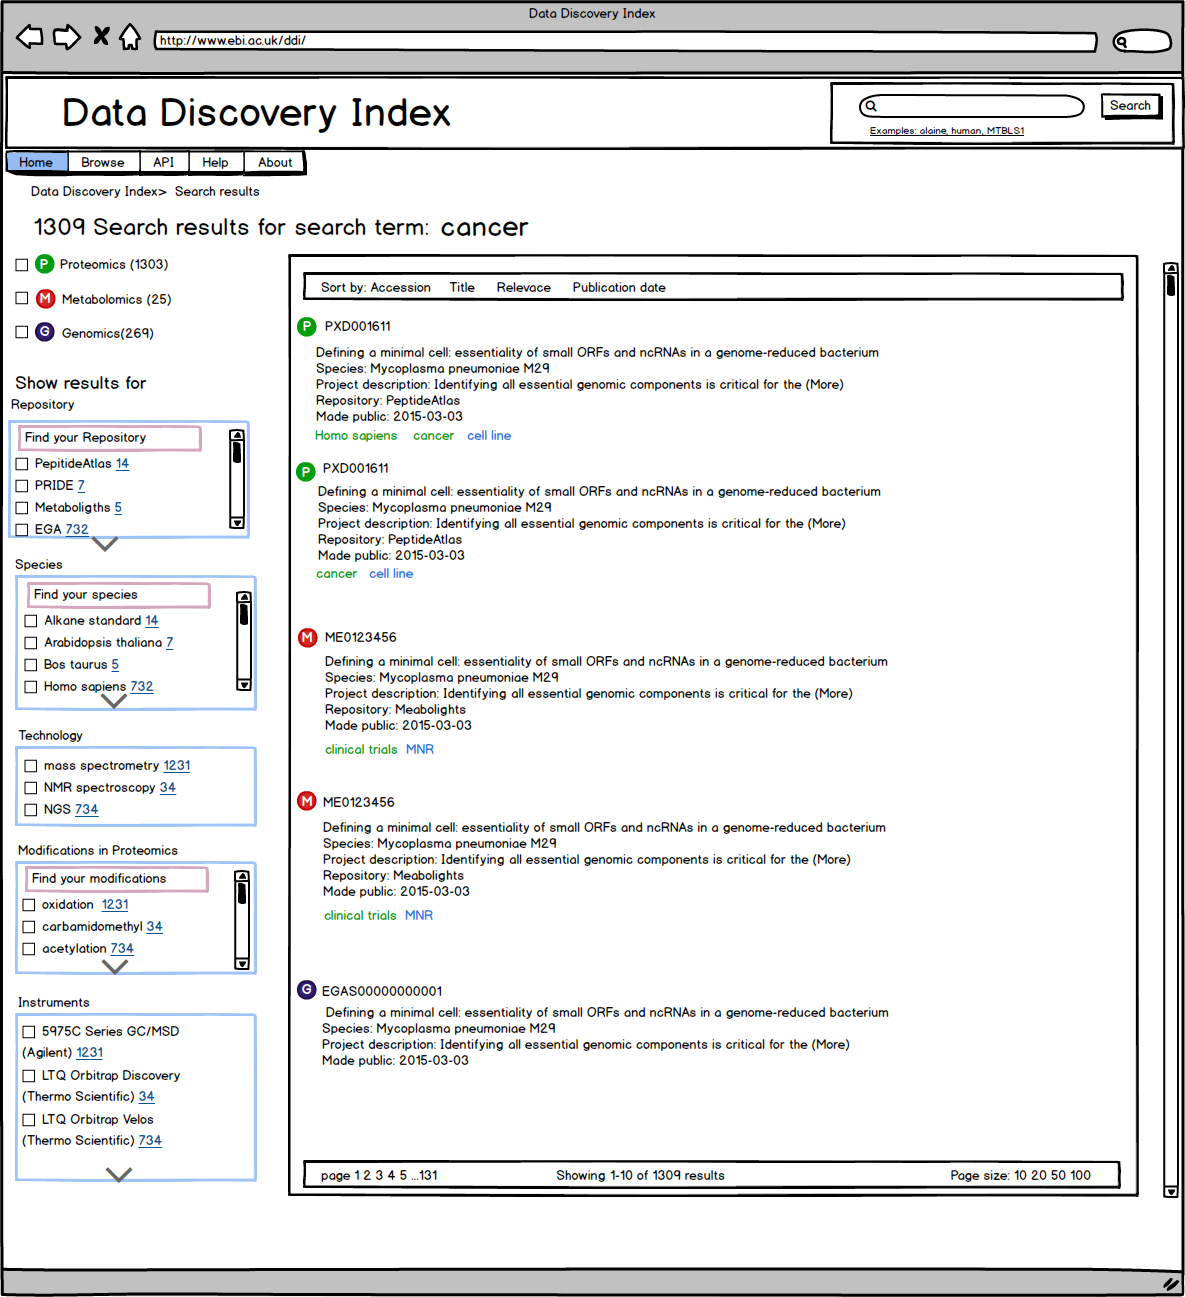 Data Discovery Index
http://www.ebi.ac.uk/ddi/
Data Discovery Index
Search
Examples: alaine, human, MTBLS1
Home Browse API Help About
Data Discovery Index> Search results
1309 Search results for search term: cancer
P Proteomics (1303)
M Metabolomics (25)
G Genomics(269)
Show results for
Repository
Find your Repository
PepitideAtlas 14
PRIDE 7
Metaboligths 5
EGA 732
Species
Find your species
Alkane standard 14
Arabidopsis thaliana 7
Bos taurus 5
Homo sapiens 732
Technology
mass spectrometry 1231
NMR spectroscopy 34
NGS 734
Modifications in Proteomics
Find your modifications
oxidation 1231
carbamidomethyl 34
acetylation 734
Instruments
5975C Series GC/MSD
(Agilent) 1231
LTQ Orbitrap Discovery
(Thermo Scientific) 34
LTQ Orbitrap Velos
(Thermo Scientific) 734
Sort by: Accession Title Relevace Publication date
P PXD001611
Defining a minimal cell: essentiality of small ORFs and ncRNAs in a genome-reduced bacterium
Species: Mycoplasma pneumoniae M29
Project description: Identifying all essential genomic components is critical for the (More)
Repository: PeptideAtlas
Made public: 2015-03-03
Homo sapiens cancer cell line
P PXD001611
Defining a minimal cell: essentiality of small ORFs and ncRNAs in a genome-reduced bacterium
Species: Mycoplasma pneumoniae M29
Project description: Identifying all essential genomic components is critical for the (More)
Repository: PeptideAtlas
Made public: 2015-03-03
cancer cell line
M ME0123456
Defining a minimal cell: essentiality of small ORFs and ncRNAs in a genome-reduced bacterium
Species: Mycoplasma pneumoniae M29
Project description: Identifying all essential genomic components is critical for the (More)
Repository: Meabolights
Made public: 2015-03-03
clinical trials MNR
M ME0123456
Defining a minimal cell: essentiality of small ORFs and ncRNAs in a genome-reduced bacterium
Species: Mycoplasma pneumoniae M29
Project description: Identifying all essential genomic components is critical for the (More)
Repository: Meabolights
Made public: 2015-03-03
clinical trials MNR
G EGAS00000000001
Defining a minimal cell: essentiality of small ORFs and ncRNAs in a genome-reduced bacterium
Species: Mycoplasma pneumoniae M29
Project description: Identifying all essential genomic components is critical for the (More)
Made public: 2015-03-03
page 1 2 3 4 5 ...131 Showing 1-10 of 1309 results Page size: 10 20 50 100